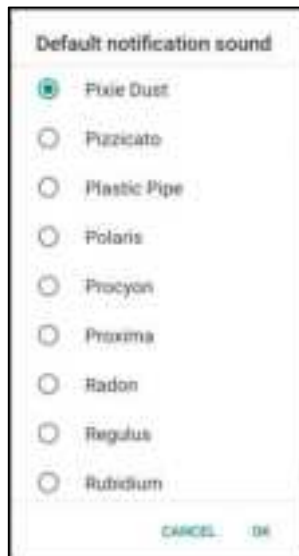 Default notification sound
Pixie Dust
Pizzicato
Plastic Pipe
Polaris
Procyon
Proxima
Radon
Regulus
Rubidium
CANCEL OK